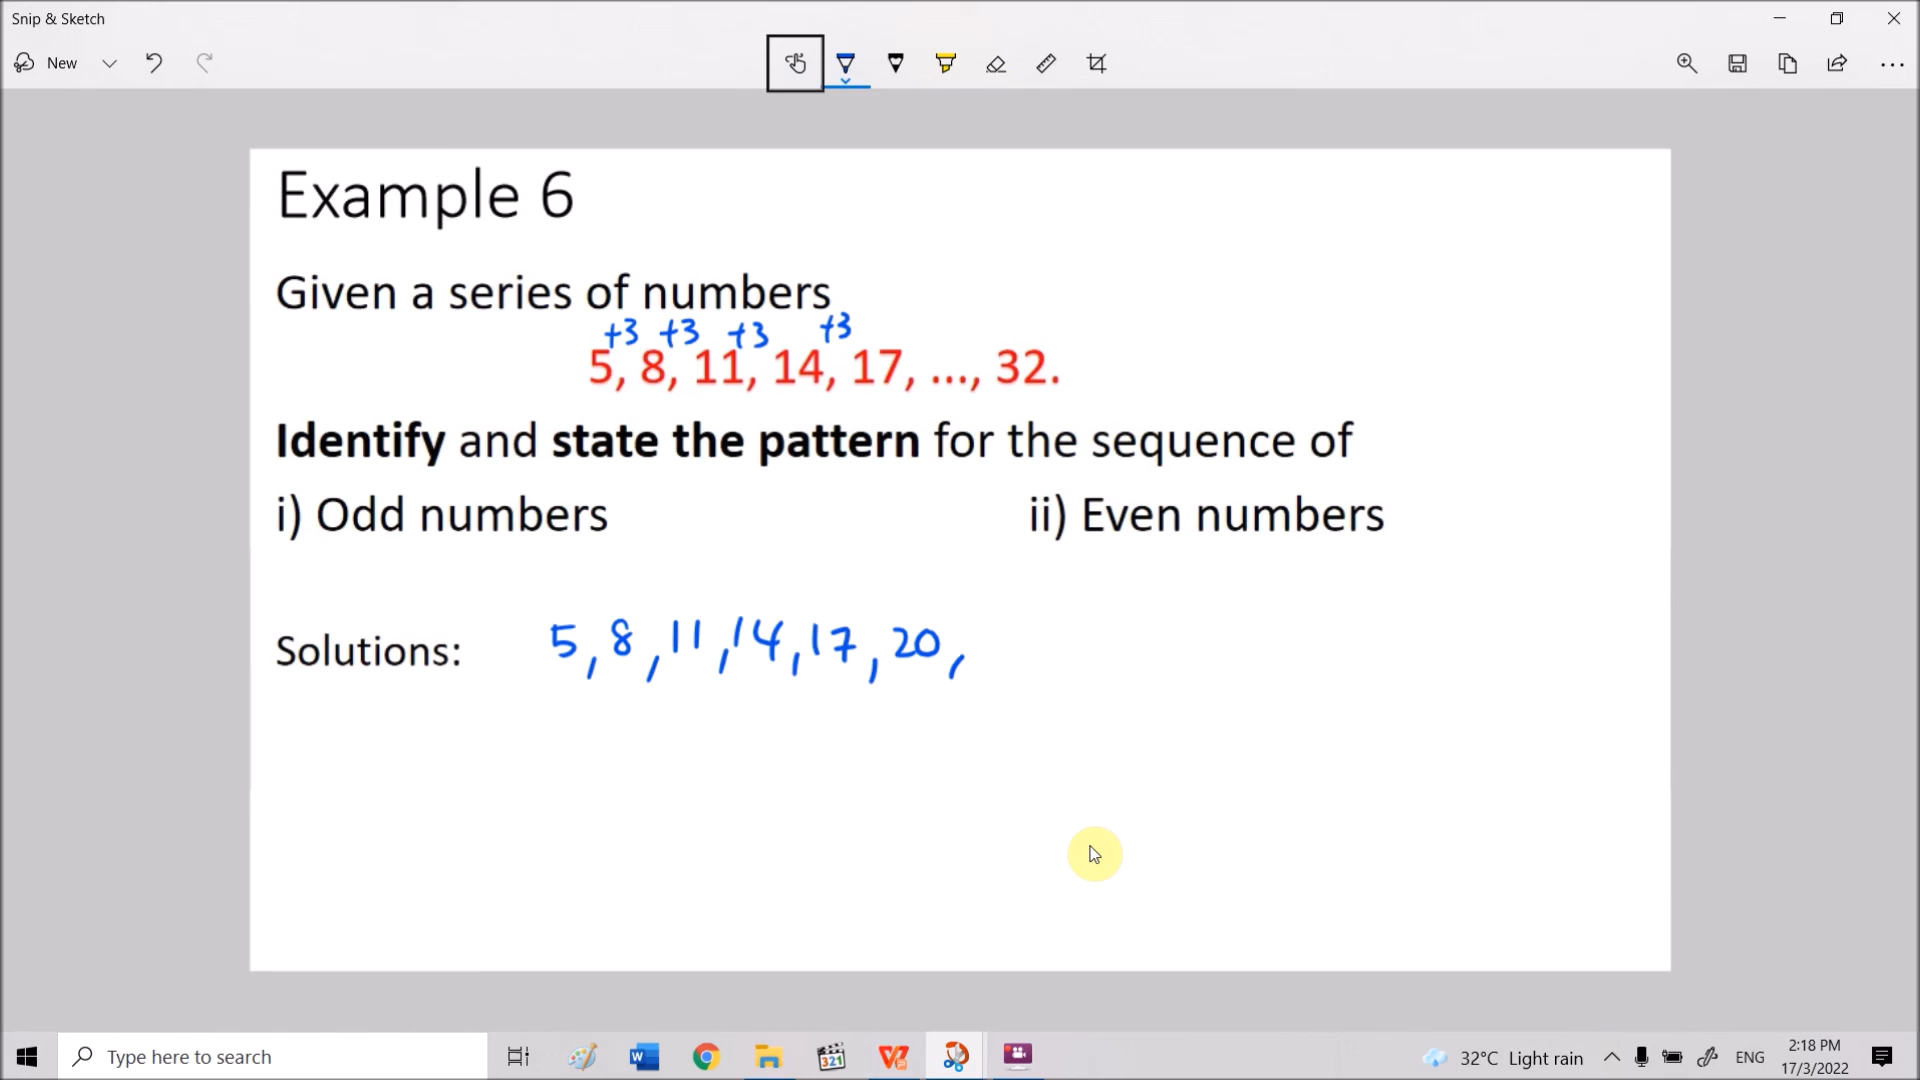 Snip & Sketch
New
Example 6
Given a series of numbers
+3 +3 +3 +3
5, 8, 11, 14, 17, ..., 32.
Identify and state the pattern for the sequence of
i) Odd numbers ii) Even numbers
Solutions: 5, 8, 11, 14, 17, 20,
Type here to search
W
321
32°C Light rain
ENG
2:18 PM
17/3/2022